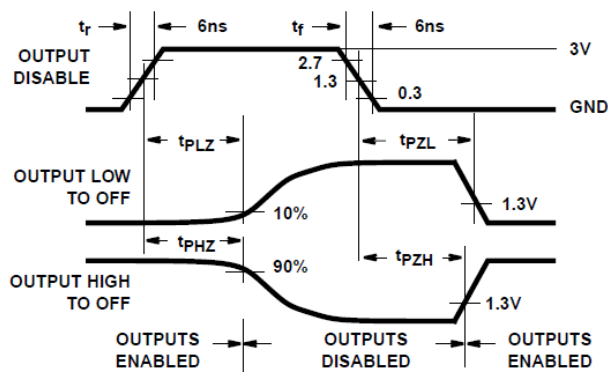 tr 6ns tf 6ns
OUTPUT
DISABLE
3V
2.7
1.3
0.3
GND
tPLZ
tPZL
OUTPUT LOW
TO OFF
10%
1.3V
tPHZ
90%
tPZH
OUTPUT HIGH
TO OFF
1.3V
OUTPUTS
ENABLED
OUTPUTS
DISABLED
OUTPUTS
ENABLED